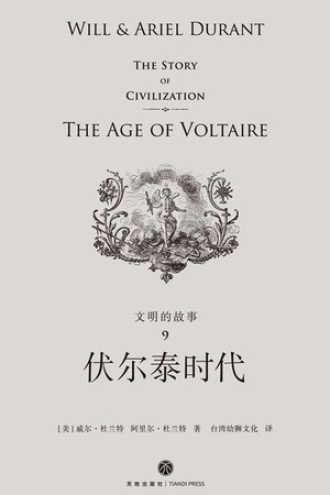 WILL & ARIEL DURANT
THE STORY
OF
CIVILIZATION
THE AGE OF VOLTAIRE
文明的故事
9
伏尔泰时代
[美]威尔·杜兰特 阿里尔·杜兰特 著 台湾幼狮文化 译
天地出版社 | TIANDI PRESS